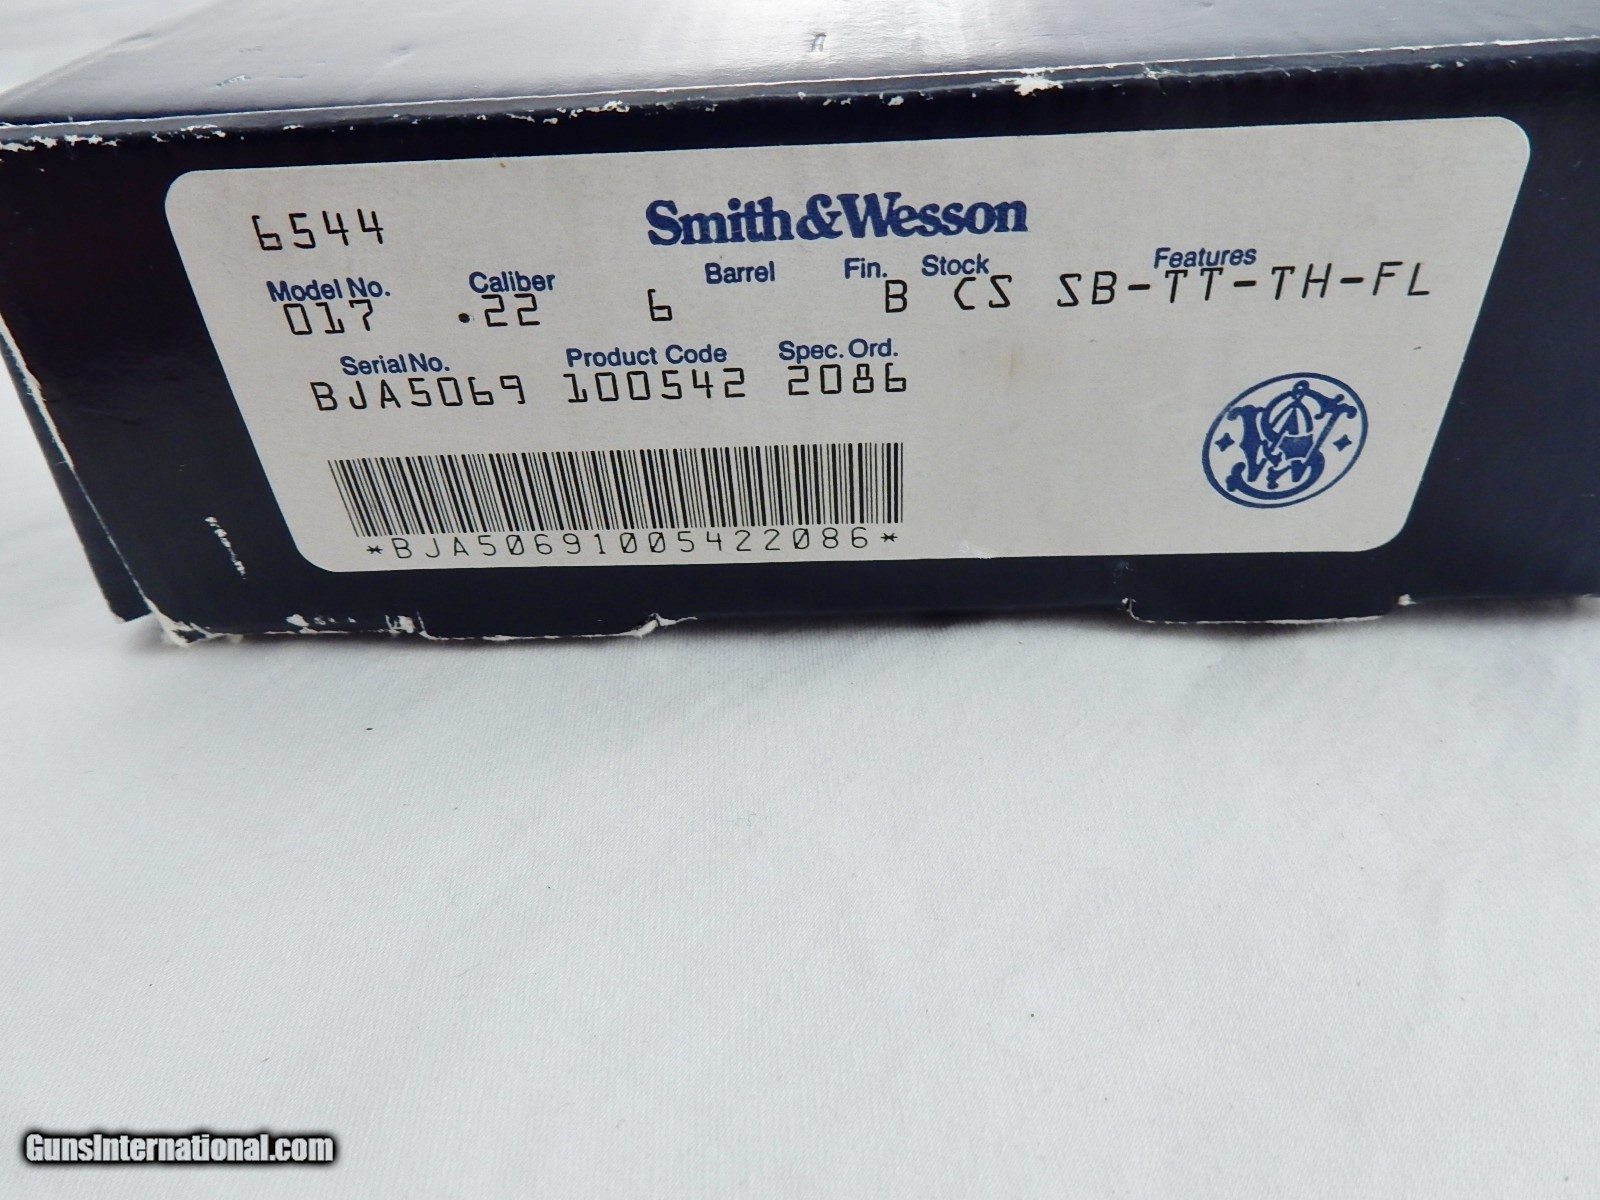 6544
Smith&Wesson
Model No. Caliber Barrel Fin. Stock Features
017 .22 6 B CS SB-TT-TH-FL
Serial No. Product Code Spec. Ord.
BJA5069 100542 2086
*BJA50691005422086*
GunsInternational.com